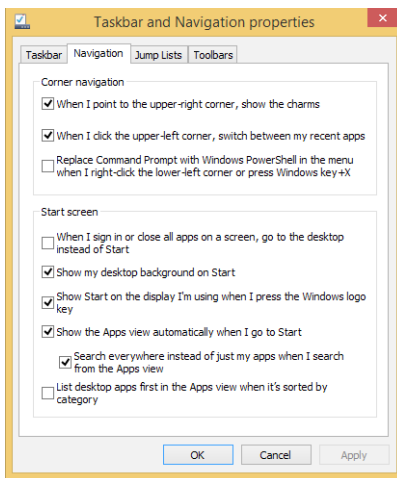 Taskbar and Navigation properties
Taskbar Navigation Jump Lists Toolbars
Corner navigation
When I point to the upper-right corner, show the charms
When I click the upper-left corner, switch between my recent apps
Replace Command Prompt with Windows PowerShell in the menu
when I right-click the lower-left corner or press Windows key+X
Start screen
When I sign in or close all apps on a screen, go to the desktop
instead of Start
Show my desktop background on Start
Show Start on the display I'm using when I press the Windows logo
key
Show the Apps view automatically when I go to Start
Search everywhere instead of just my apps when I search
from the Apps view
List desktop apps first in the Apps view when it's sorted by
category
OK Cancel Apply